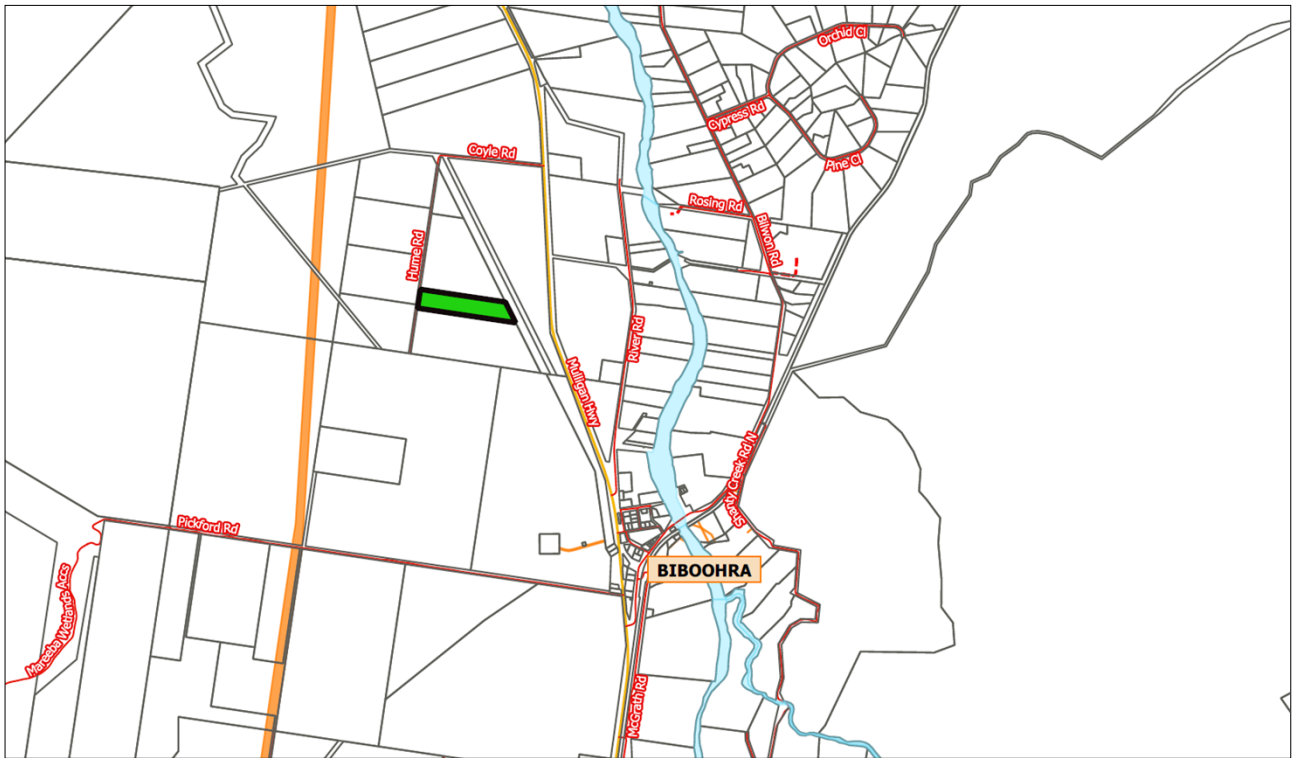 Orchid Cl
Cypress Rd
Pine Cl
Coyle Rd
Rosing Rd
Bilwon Rd
Hume Rd
River Rd
Mulligan Hwy
Shanty Creek Rd N
Pickford Rd
BIBOOHRA
Mareeba Wetlands Accs
McGrath Rd